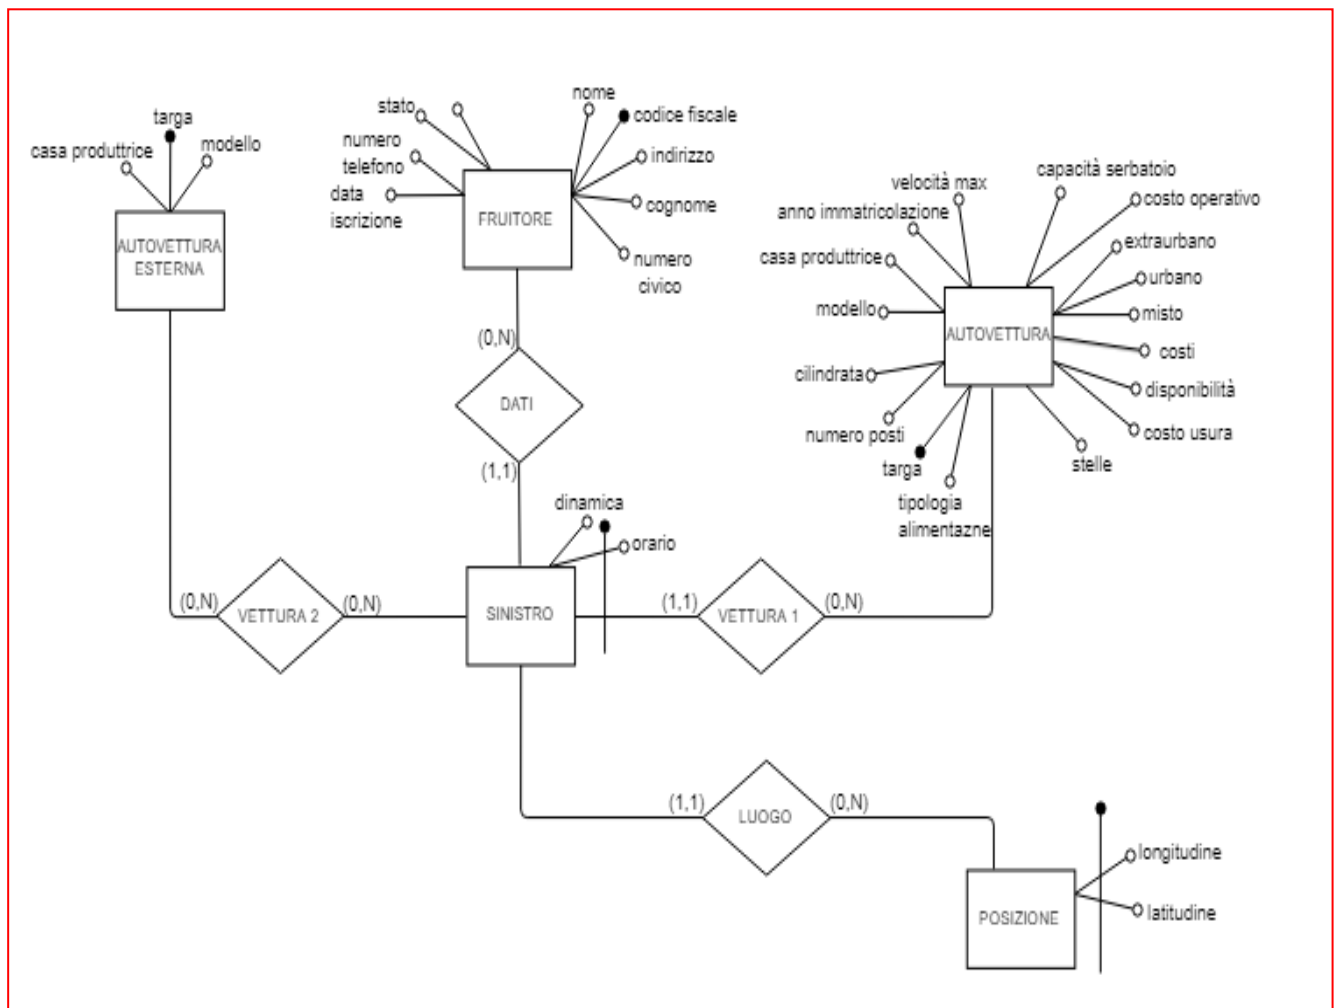 targa
casa produttrice
modello
AUTOVETTURA
ESTERNA
stato
numero
telefono
data
iscrizione
nome
codice fiscale
indirizzo
cognome
numero
civico
FRUITORE
velocità max
anno immatricolazione
casa produttrice
modello
cilindrata
numero posti
targa
tipologia
alimentazne
capacità serbatoio
costo operativo
extraurbano
urbano
misto
costi
disponibilità
costo usura
stelle
AUTOVETTURA
(0,N)
DATI
(1,1)
dinamica
orario
(0,N)
VETTURA 2
(0,N)
SINISTRO
(1,1)
VETTURA 1
(0,N)
(1,1)
LUOGO
(0,N)
longitudine
latitudine
POSIZIONE